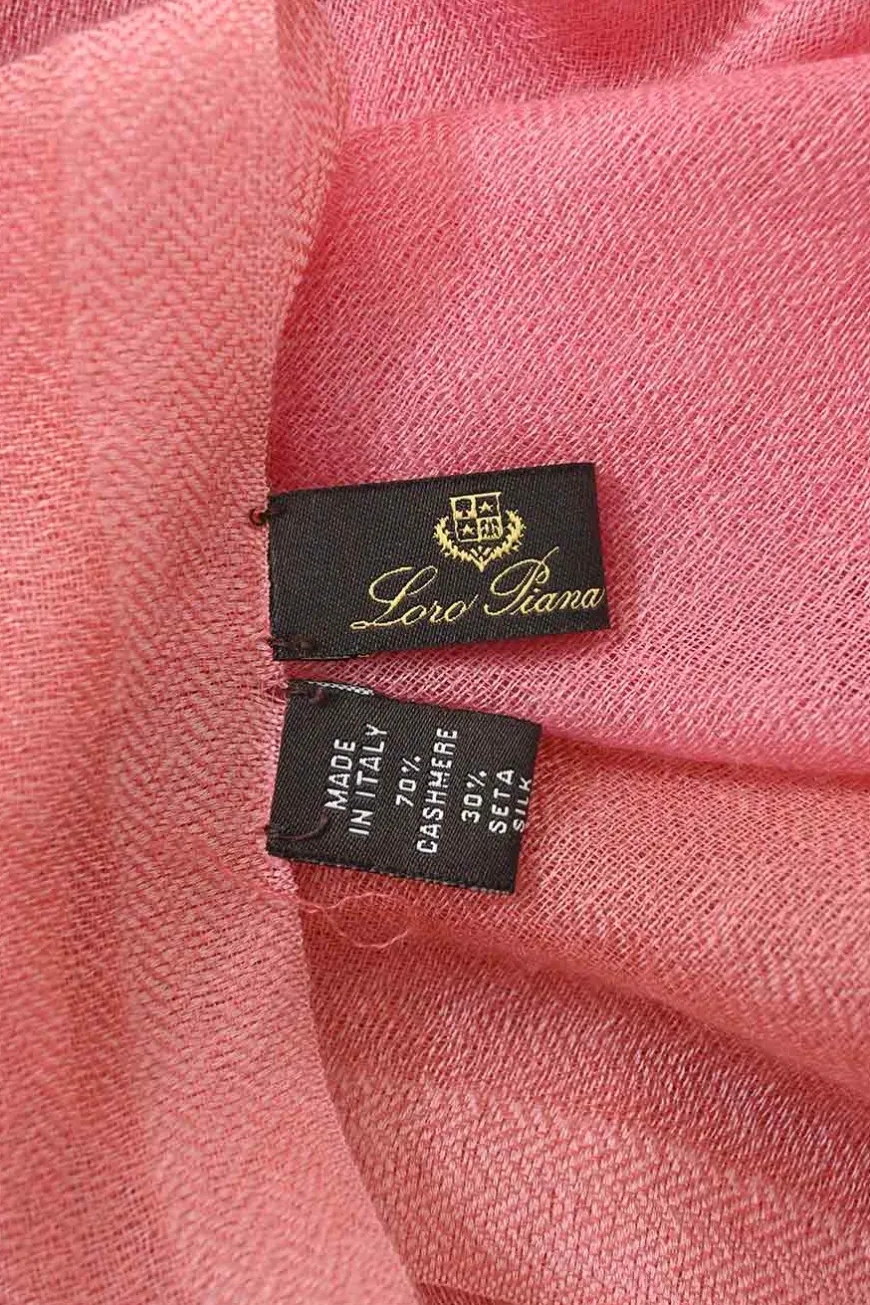 Loro Piana
MADE
IN ITALY
70%
CASHMERE
30%
SETA
SILK